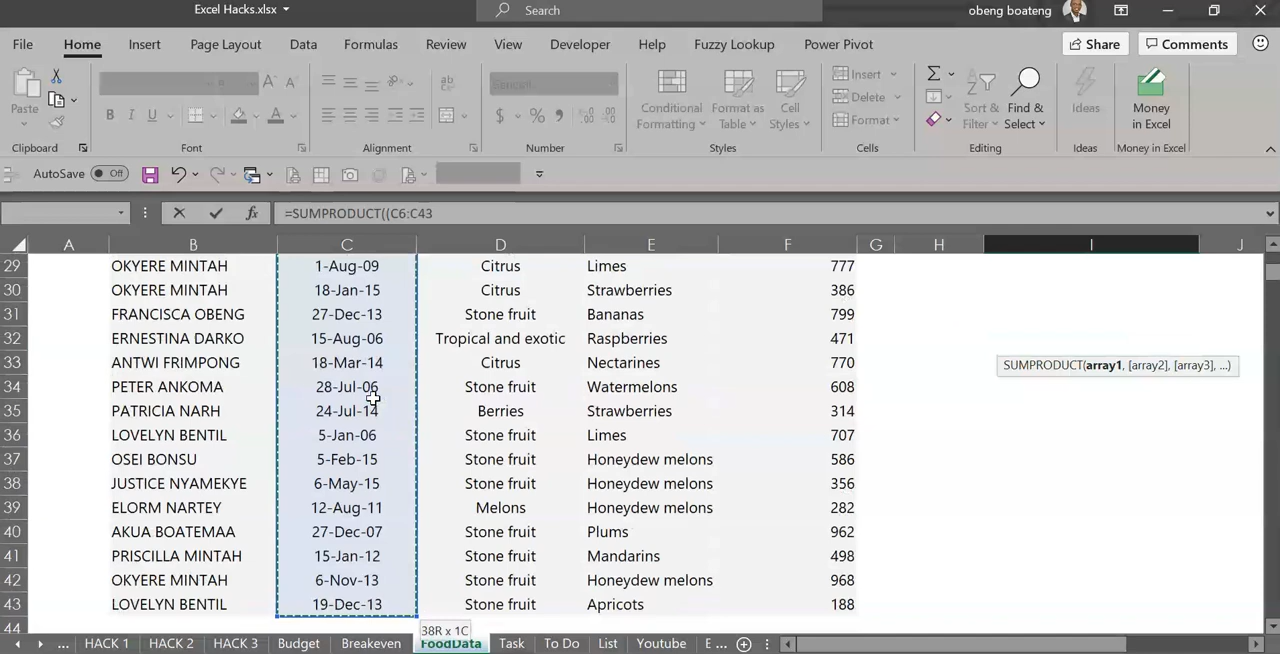 Excel Hacks.xlsx
Search
obeng boateng
File Home Insert Page Layout Formulas Data Review View Developer Help Fuzzy Lookup Power Pivot Share Comments
Paste
B I U A
A A
ab
$ % 9
Conditional Formatting
Format as Table
Cell Styles
Insert
Delete
Format
Sort & Filter
Find & Select
Ideas
Money in Excel
Clipboard Font Alignment Number Styles Cells Editing Ideas Money in Excel
AutoSave Off
fx =SUMPRODUCT((C6:C43
A B C D E F G H I J
29 OKYERE MINTAH 1-Aug-09 Citrus Limes 777
30 OKYERE MINTAH 18-Jan-15 Citrus Strawberries 386
31 FRANCISCA OBENG 27-Dec-13 Stone fruit Bananas 799
32 ERNESTINA DARKO 15-Aug-06 Tropical and exotic Raspberries 471
33 ANTWI FRIMPONG 18-Mar-14 Citrus Nectarines 770
SUMPRODUCT(array1, [array2], [array3], ...)
34 PETER ANKOMA 28-Jul-06 Stone fruit Watermelons 608
35 PATRICIA NARH 24-Jul-14 Berries Strawberries 314
36 LOVELYN BENTIL 5-Jan-06 Stone fruit Limes 707
37 OSEI BONSU 5-Feb-15 Stone fruit Honeydew melons 586
38 JUSTICE NYAMEKYE 6-May-15 Stone fruit Honeydew melons 356
39 ELORM NARTEY 12-Aug-11 Melons Honeydew melons 282
40 AKUA BOATEMAA 27-Dec-07 Stone fruit Plums 962
41 PRISCILLA MINTAH 15-Jan-12 Stone fruit Mandarins 498
42 OKYERE MINTAH 6-Nov-13 Stone fruit Honeydew melons 968
43 LOVELYN BENTIL 19-Dec-13 Stone fruit Apricots 188
44
38R x 1C
... HACK 1 HACK 2 HACK 3 Budget Breakeven FoodData Task To Do List Youtube E ...